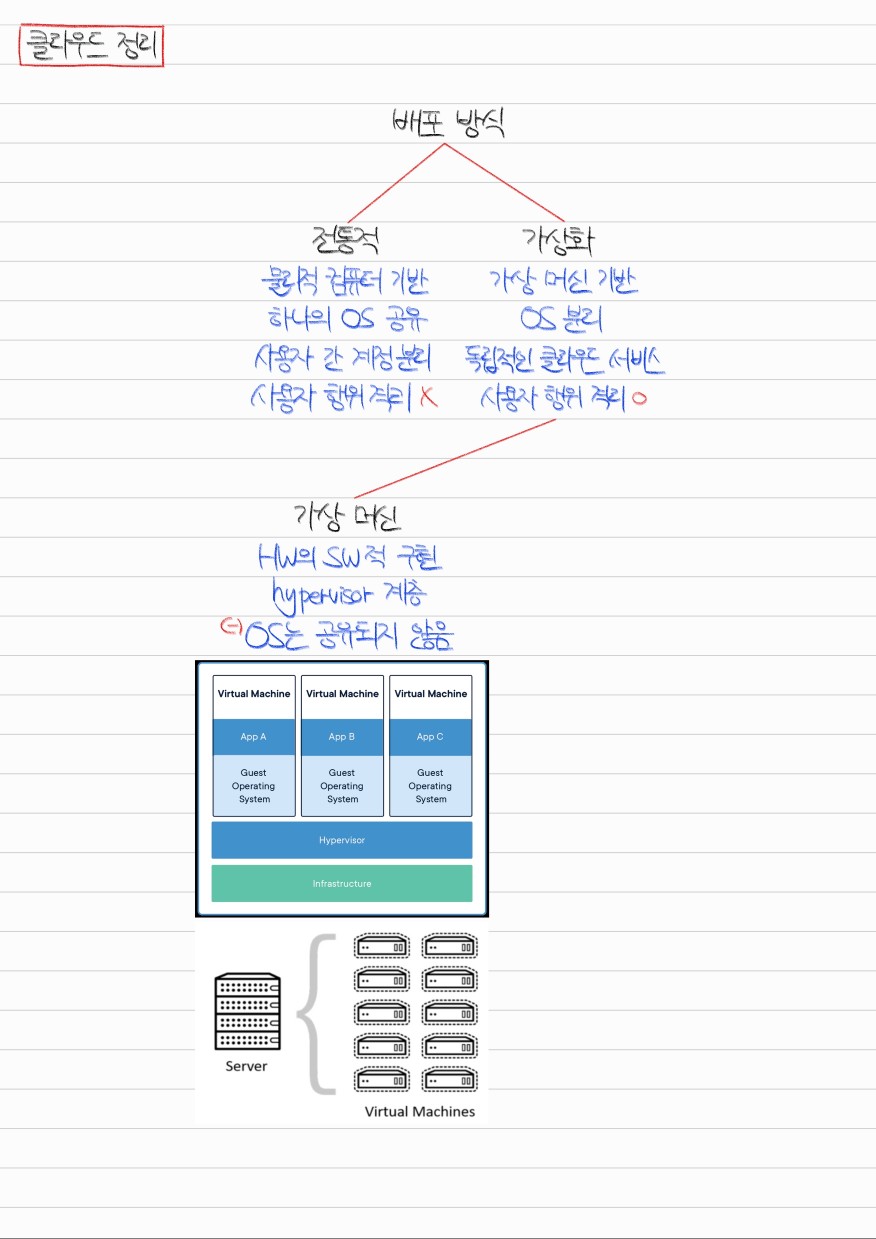 클라우드 정리
배포 방식
전통적
가상화
물리적 컴퓨터 기반
가상 머신 기반
하나의 OS 공유
OS 분리
사용자 간 계정 분리
독립적인 클라우드 서비스
사용자 행위 격리 X
사용자 행위 격리 O
가상 머신
HW의 SW적 구현
hypervisor 계층
(-) OS는 공유되지 않음
Virtual Machine Virtual Machine Virtual Machine
App A App B App C
Guest Guest Guest
Operating Operating Operating
System System System
Hypervisor
Infrastructure
Server
Virtual Machines